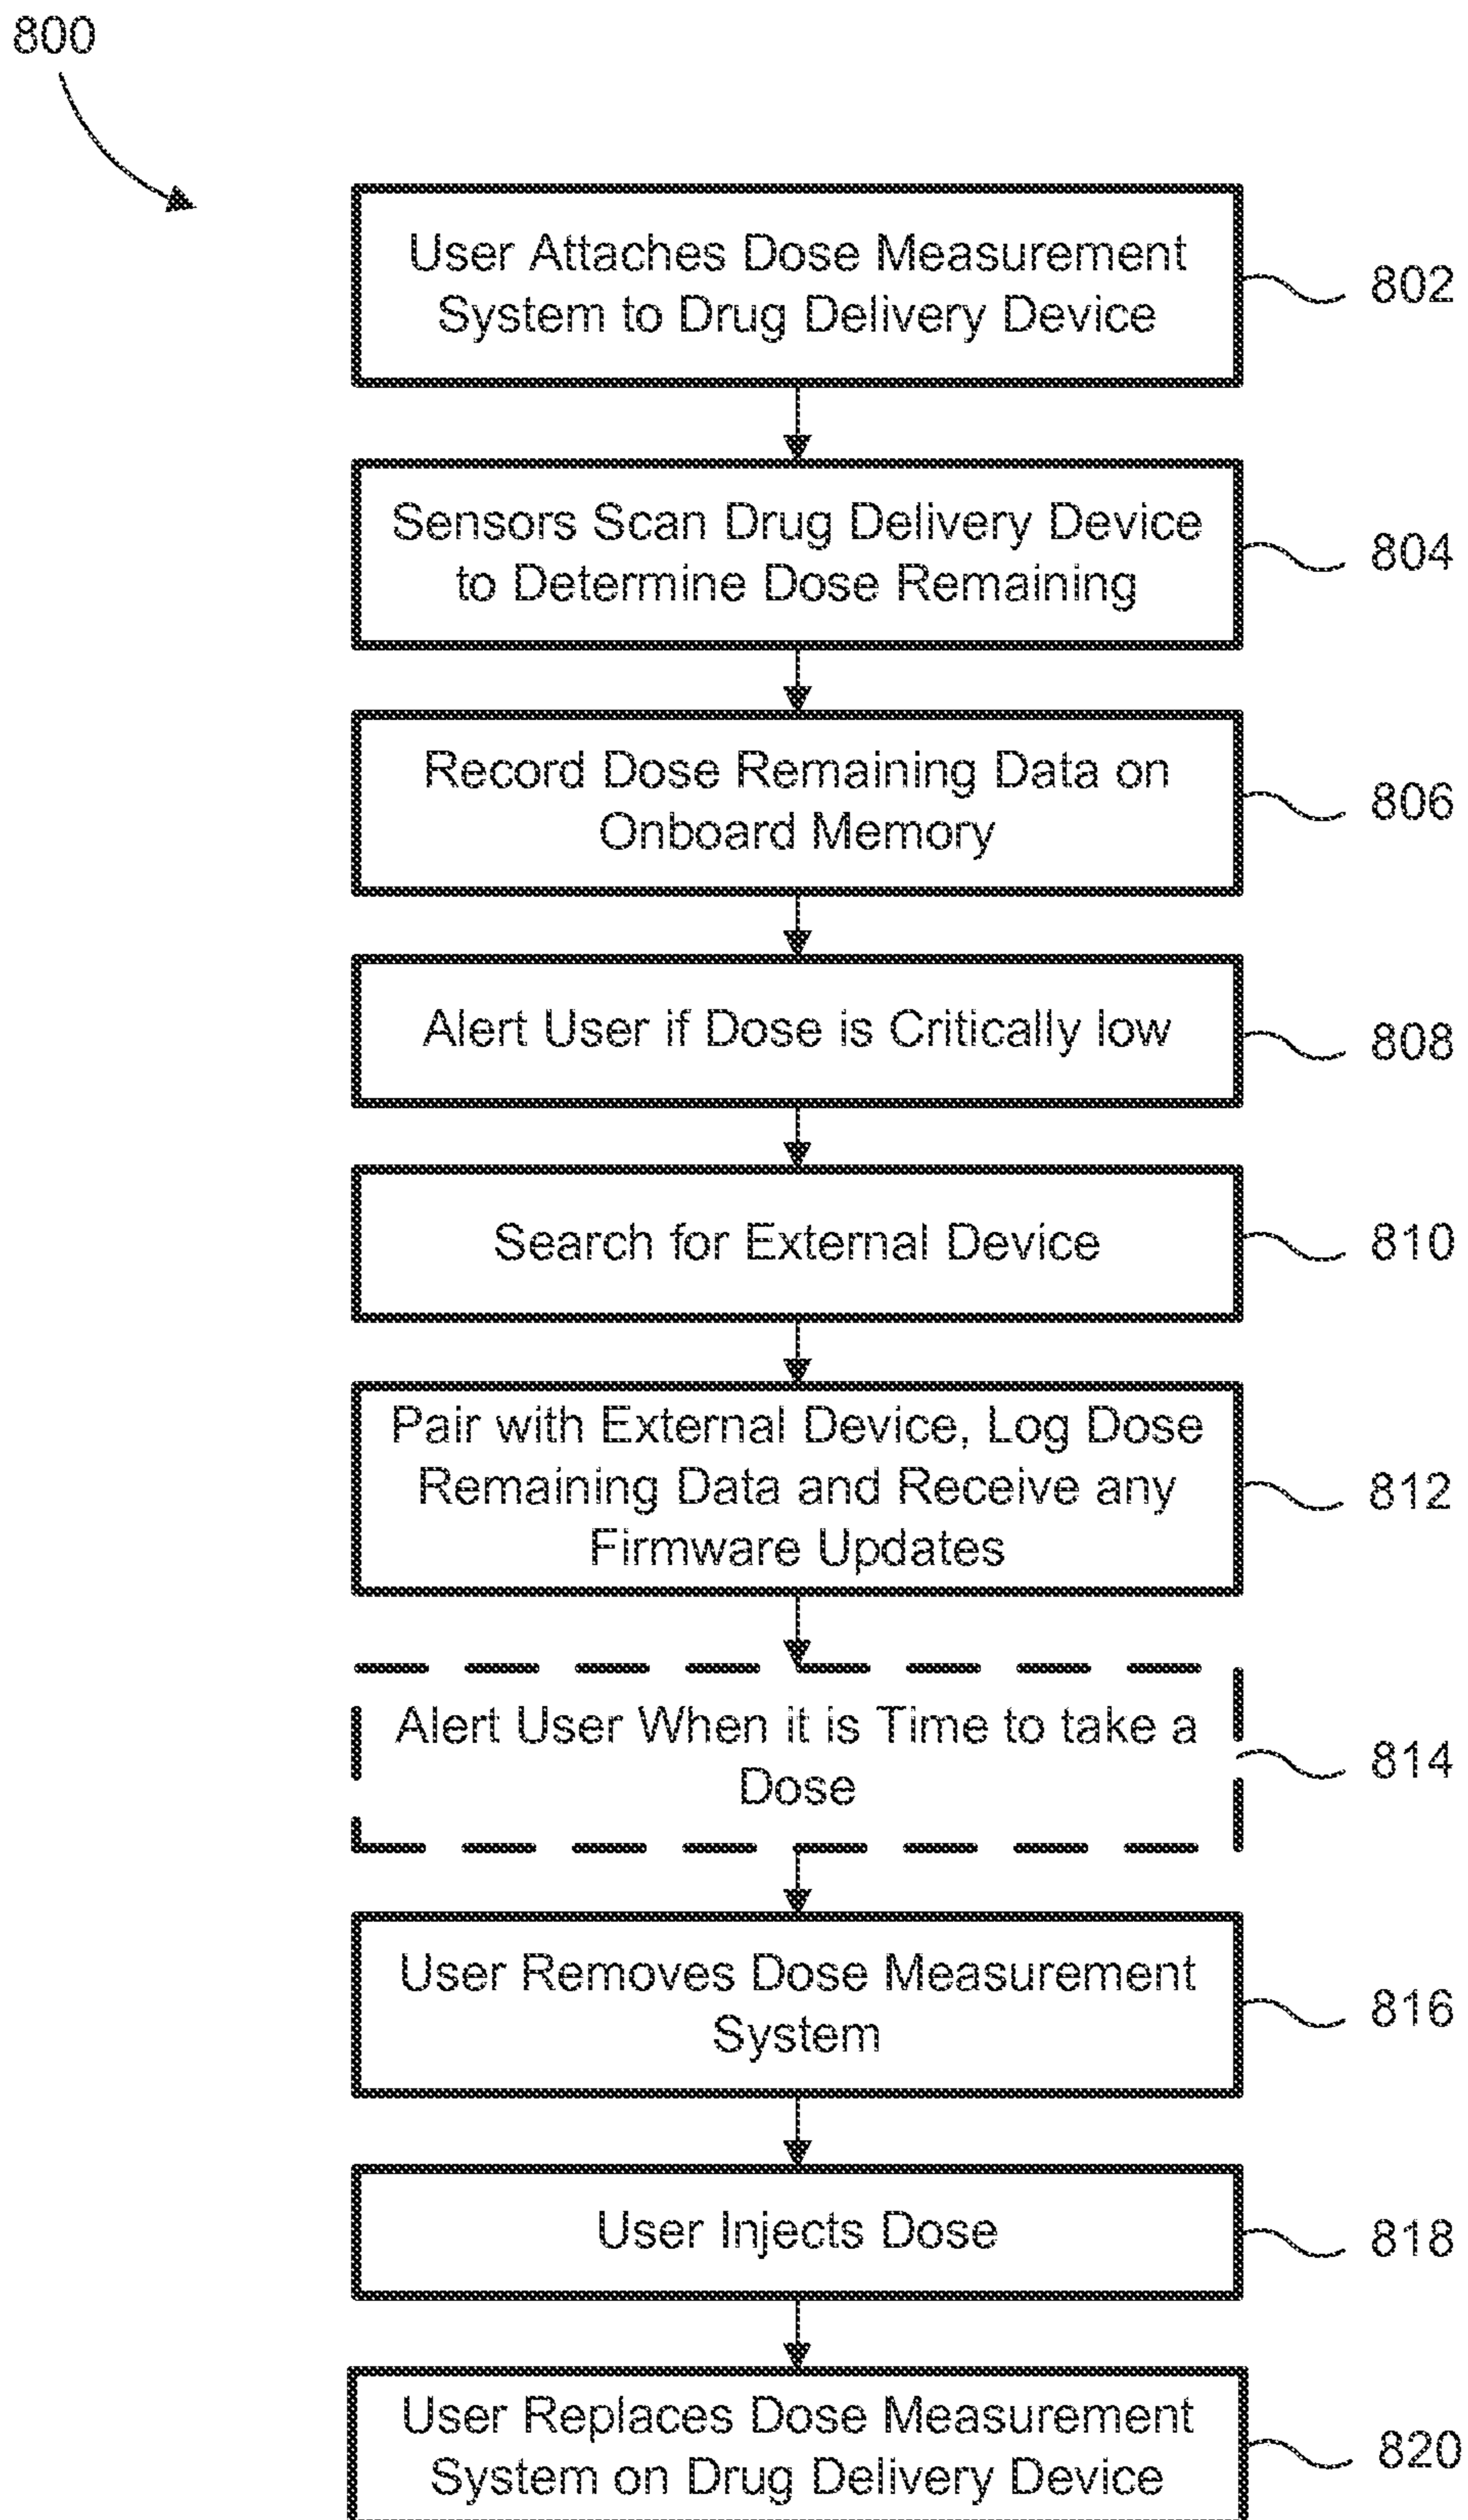 800
User Attaches Dose Measurement
System to Drug Delivery Device
802
Sensors Scan Drug Delivery Device
to Determine Dose Remaining
804
Record Dose Remaining Data on
Onboard Memory
806
Alert User if Dose is Critically low
808
Search for External Device
810
Pair with External Device, Log Dose
Remaining Data and Receive any
Firmware Updates
812
Alert User When it is Time to take a
Dose
814
User Removes Dose Measurement
System
816
User Injects Dose
818
User Replaces Dose Measurement
System on Drug Delivery Device
820